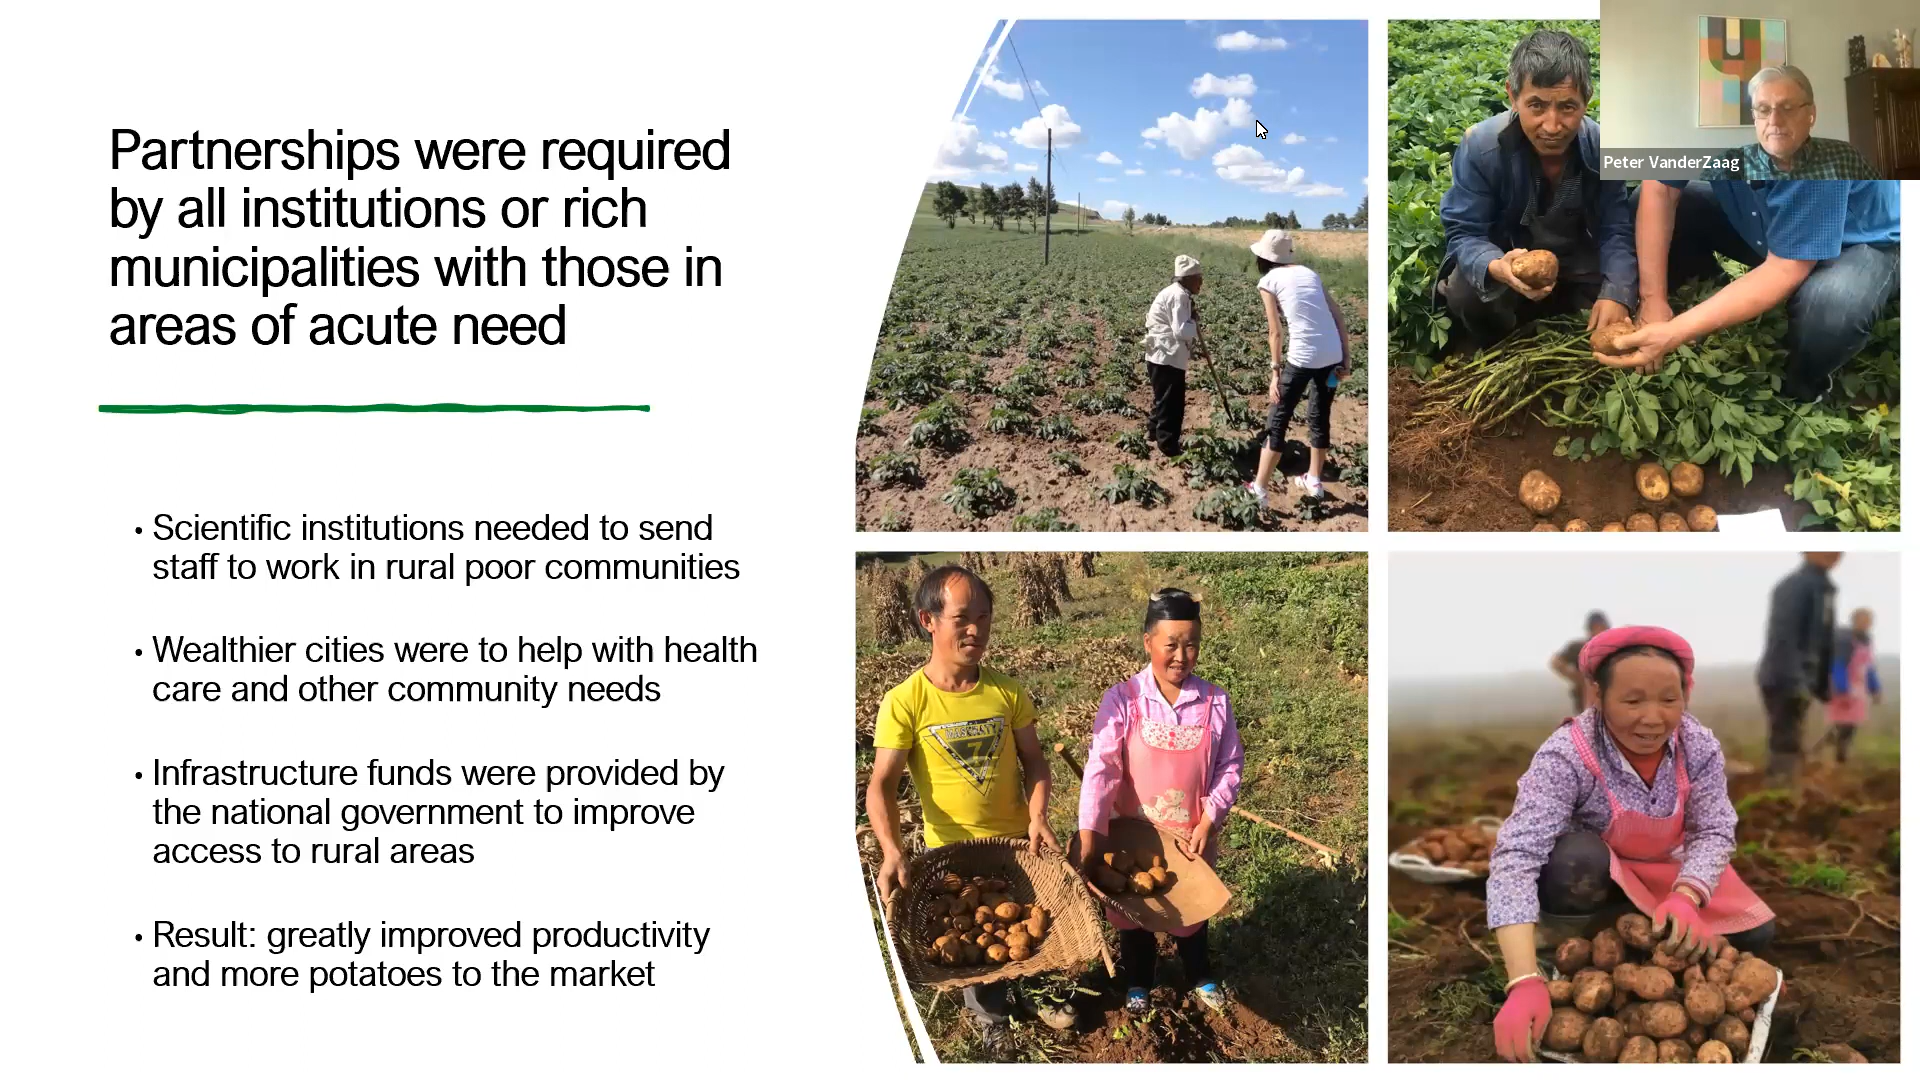 Partnerships were required
by all institutions or rich
municipalities with those in
areas of acute need
• Scientific institutions needed to send
staff to work in rural poor communities
• Wealthier cities were to help with health
care and other community needs
• Infrastructure funds were provided by
the national government to improve
access to rural areas
• Result: greatly improved productivity
and more potatoes to the market
Peter VanderZaag
7